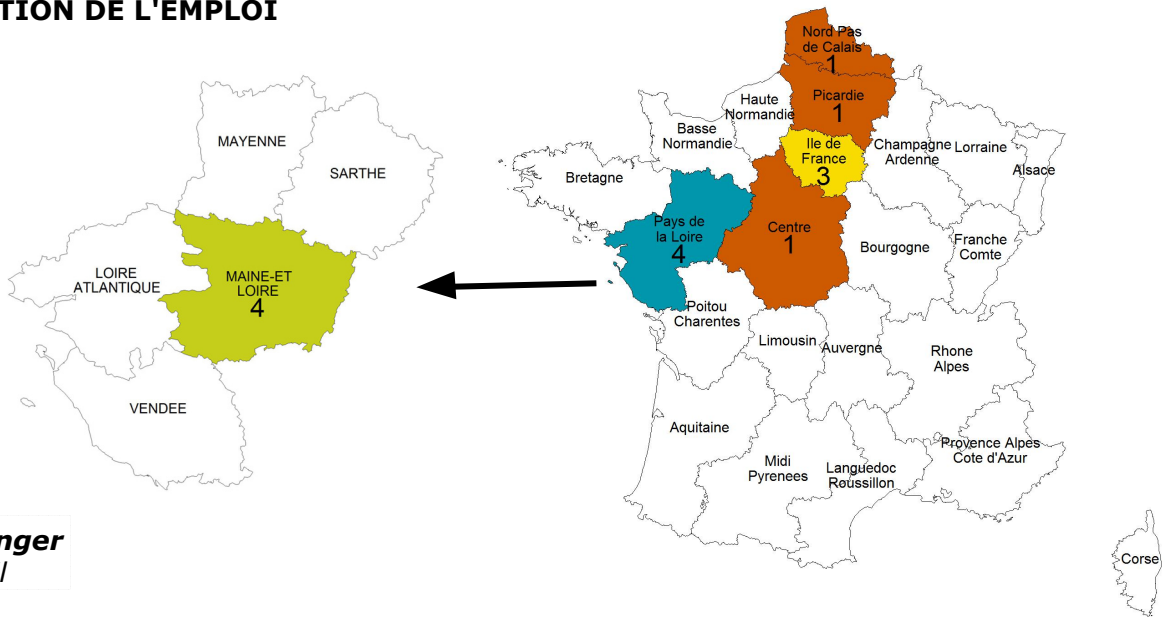 TION DE L'EMPLOI
MAYENNE
SARTHE
LOIRE
ATLANTIQUE
MAINE-ET
LOIRE
4
VENDEE
nger
Nord Pas
de Calais
1
Picardie
1
Haute
Normandie
Basse
Normandie
Ile de
France
3
Champagne
Ardenne
Lorraine
Alsace
Bretagne
Pays de
la Loire
4
Centre
1
Bourgogne
Franche
Comte
Poitou
Charentes
Limousin
Auvergne
Rhone
Alpes
Aquitaine
Midi
Pyrenees
Languedoc
Roussillon
Provence Alpes
Cote d'Azur
Corse